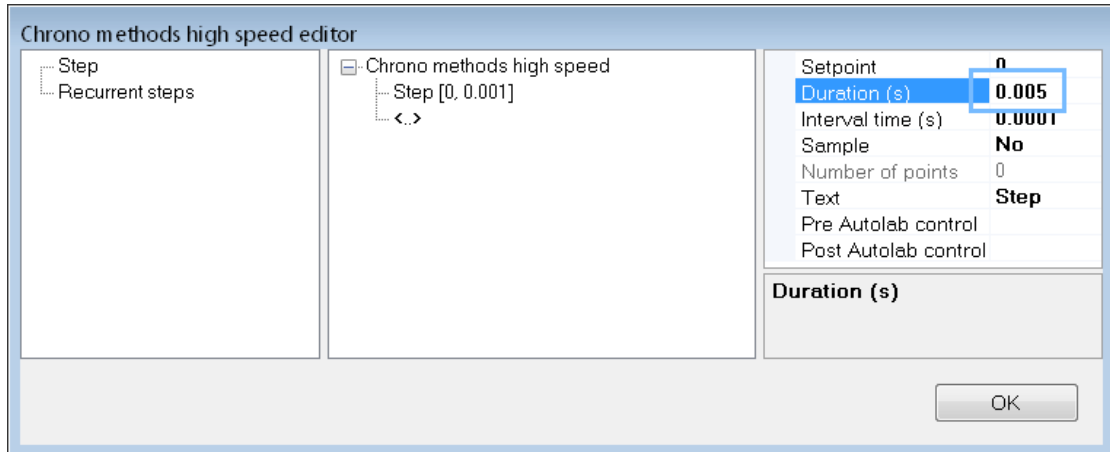 Chrono methods high speed editor
Step
Recurrent steps
Chrono methods high speed
Step [0, 0.001]
<..>
Setpoint 0
Duration (s) 0.005
Interval time (s) 0.0001
Sample No
Number of points 0
Text Step
Pre Autolab control
Post Autolab control
Duration (s)
OK